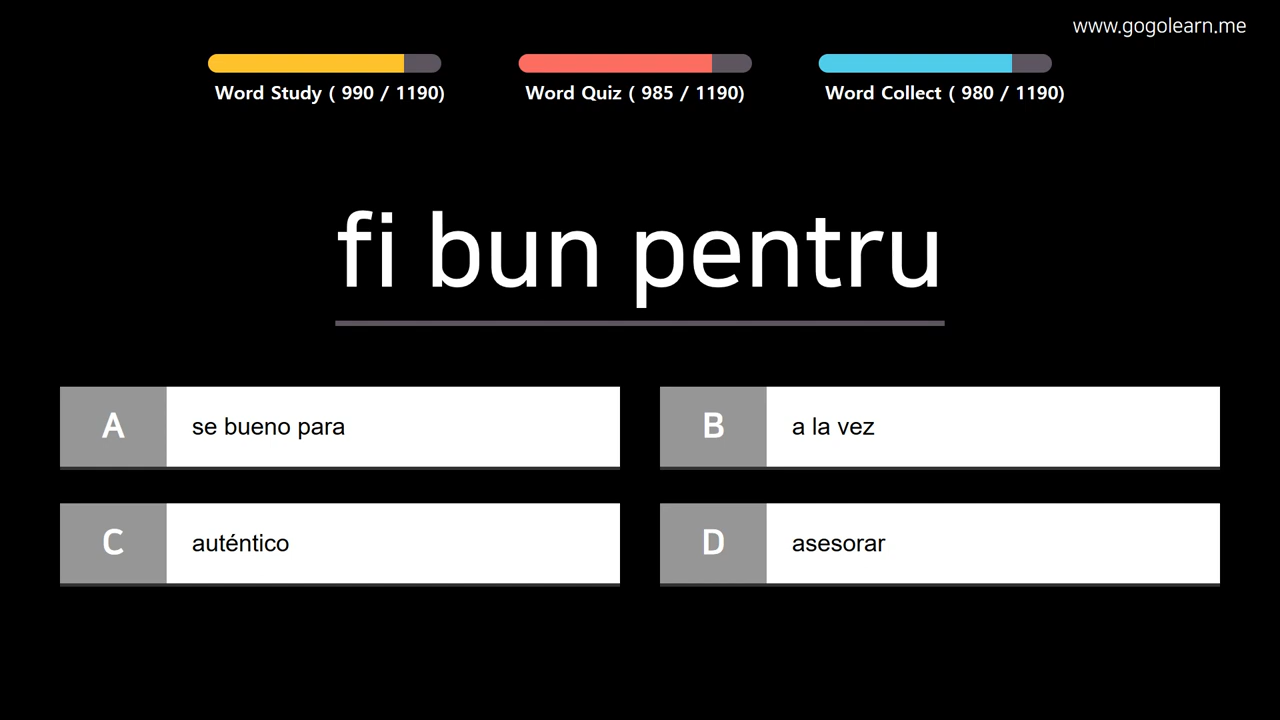 www.gogolearn.me
Word Study ( 990 / 1190)
Word Quiz ( 985 / 1190)
Word Collect ( 980 / 1190)
fi bun pentru
A
se bueno para
B
a la vez
C
auténtico
D
asesorar